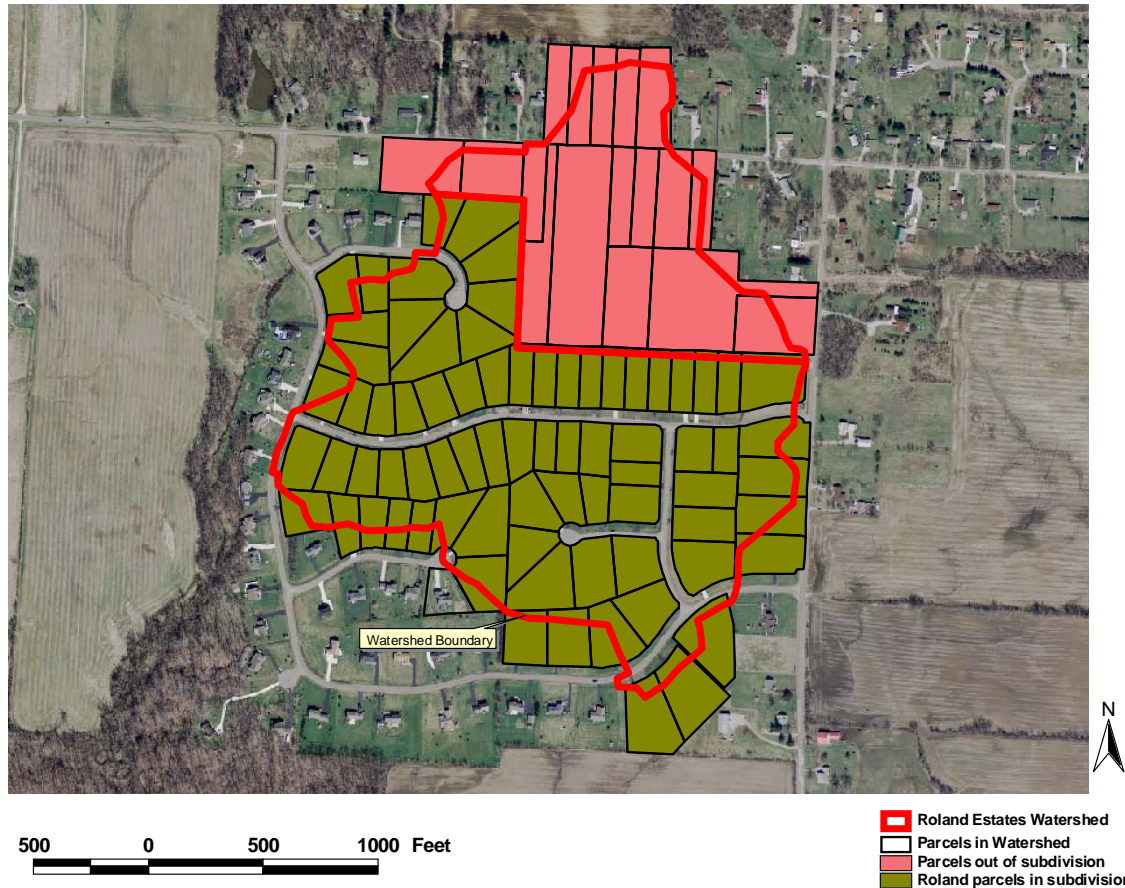 Watershed Boundary
N
500 0 500 1000 Feet
Roland Estates Watershed
Parcels in Watershed
Parcels out of subdivision
Roland parcels in subdivision